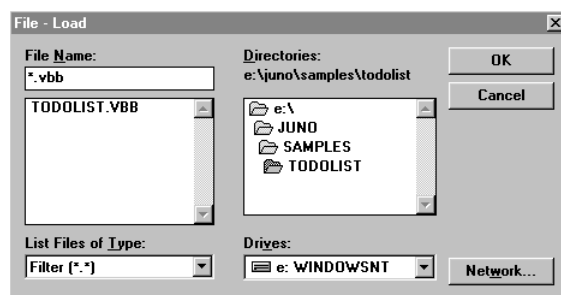 File - Load
File Name:
*.vbb
TODOLIST.VBB
List Files of Type:
Filter (*.*)
Directories:
e:\juno\samples\todolist
e:\
JUNO
SAMPLES
TODOLIST
Drives:
e: WINDOWSNT
OK
Cancel
Network...